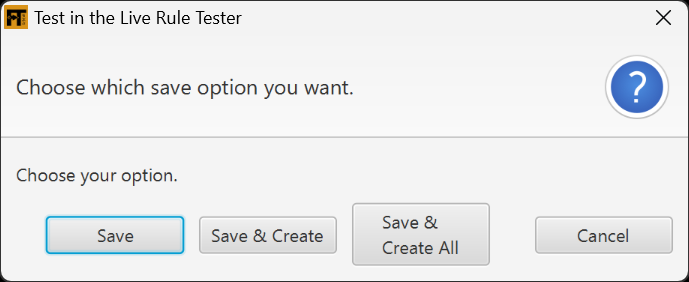 Test in the Live Rule Tester
Choose which save option you want.
?
Choose your option.
Save
Save & Create
Save &
Create All
Cancel